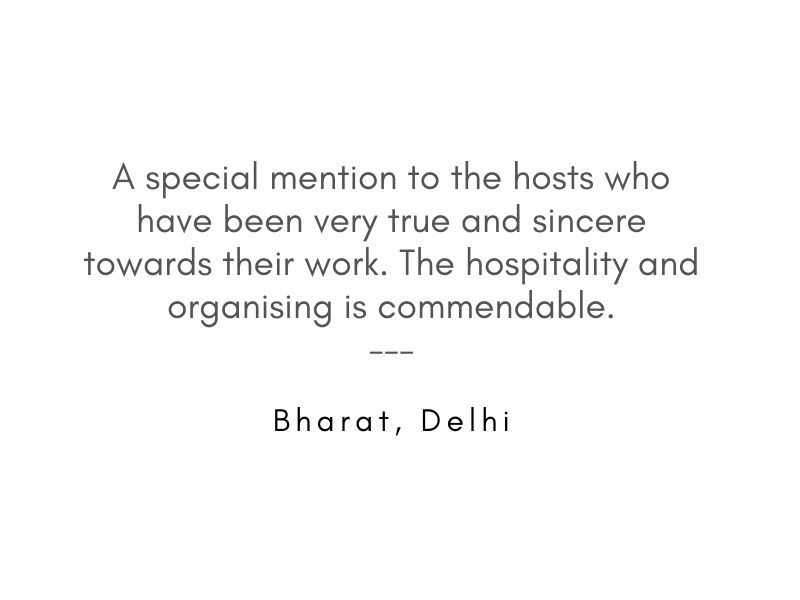 A special mention to the hosts who
have been very true and sincere
towards their work. The hospitality and
organising is commendable.
---
Bharat, Delhi